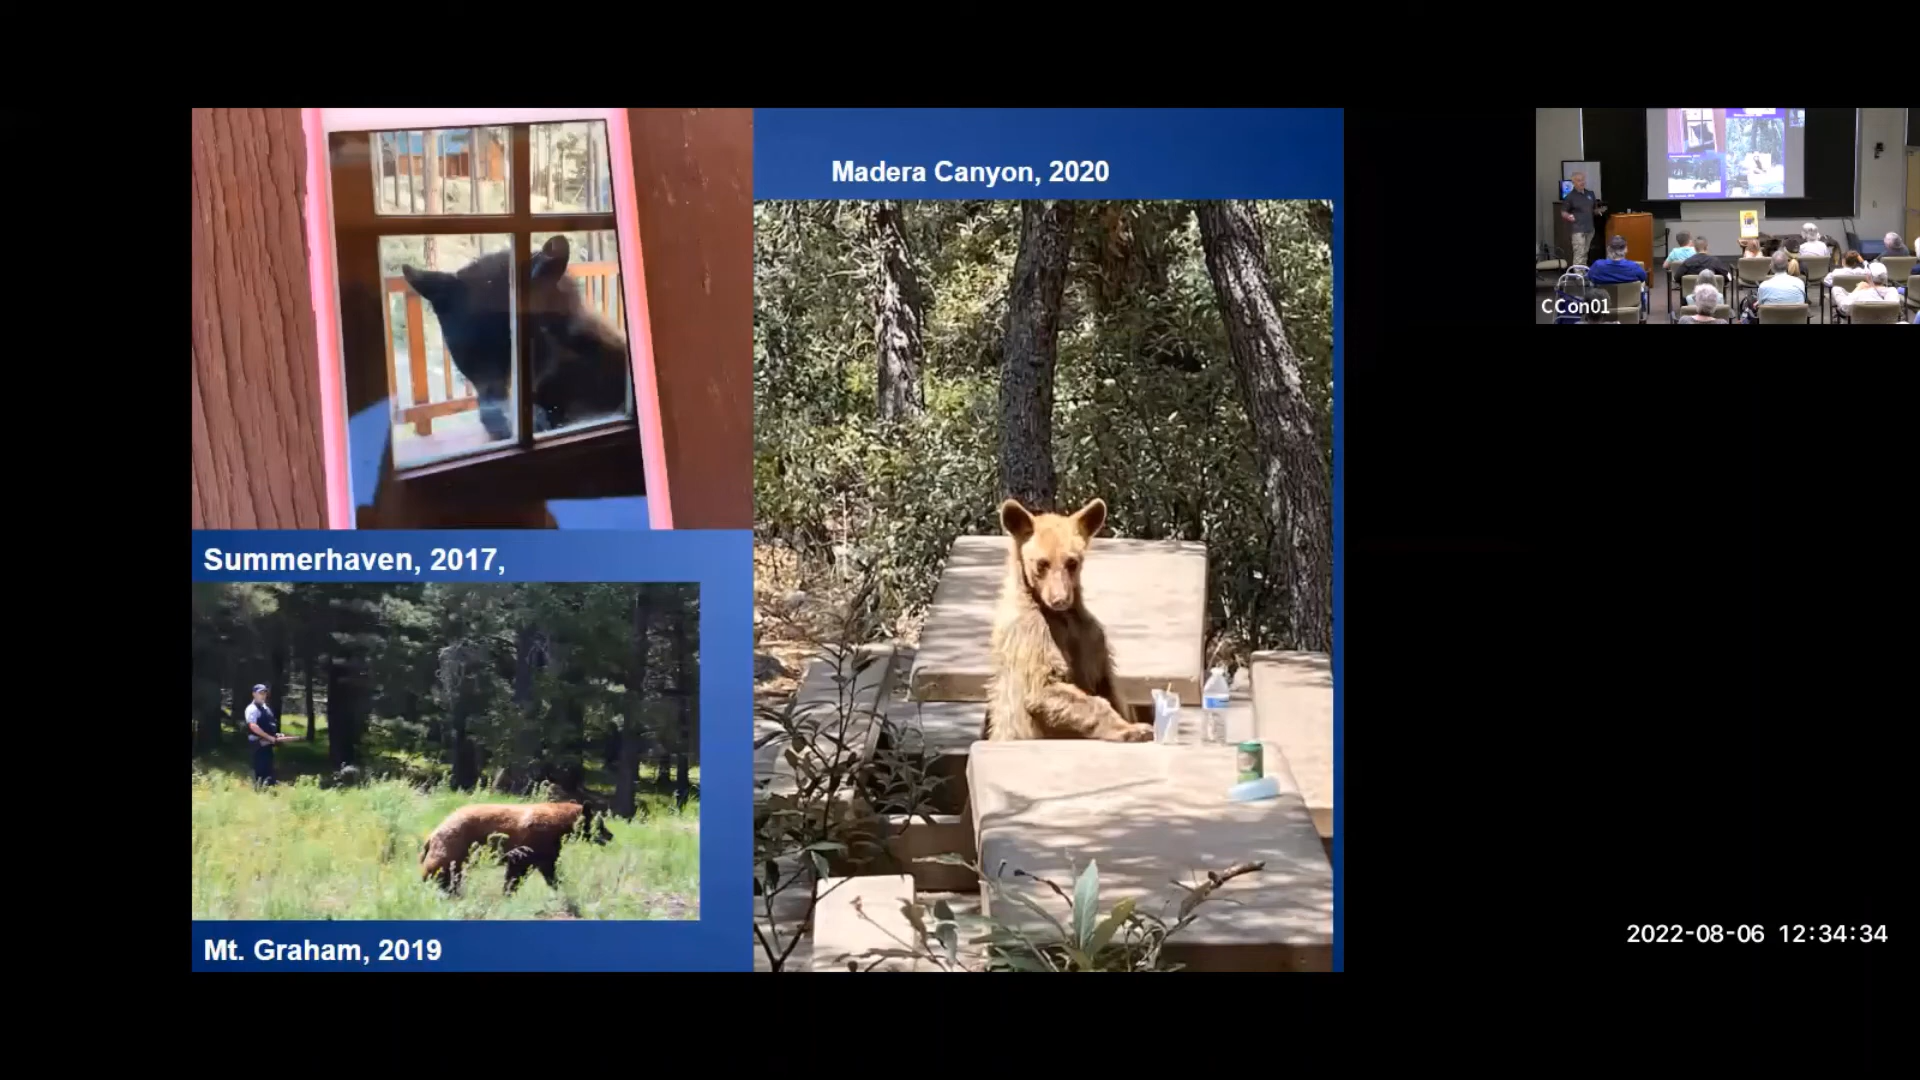 Madera Canyon, 2020
Summerhaven, 2017,
Mt. Graham, 2019
CCon01
2022-08-06 12:34:34